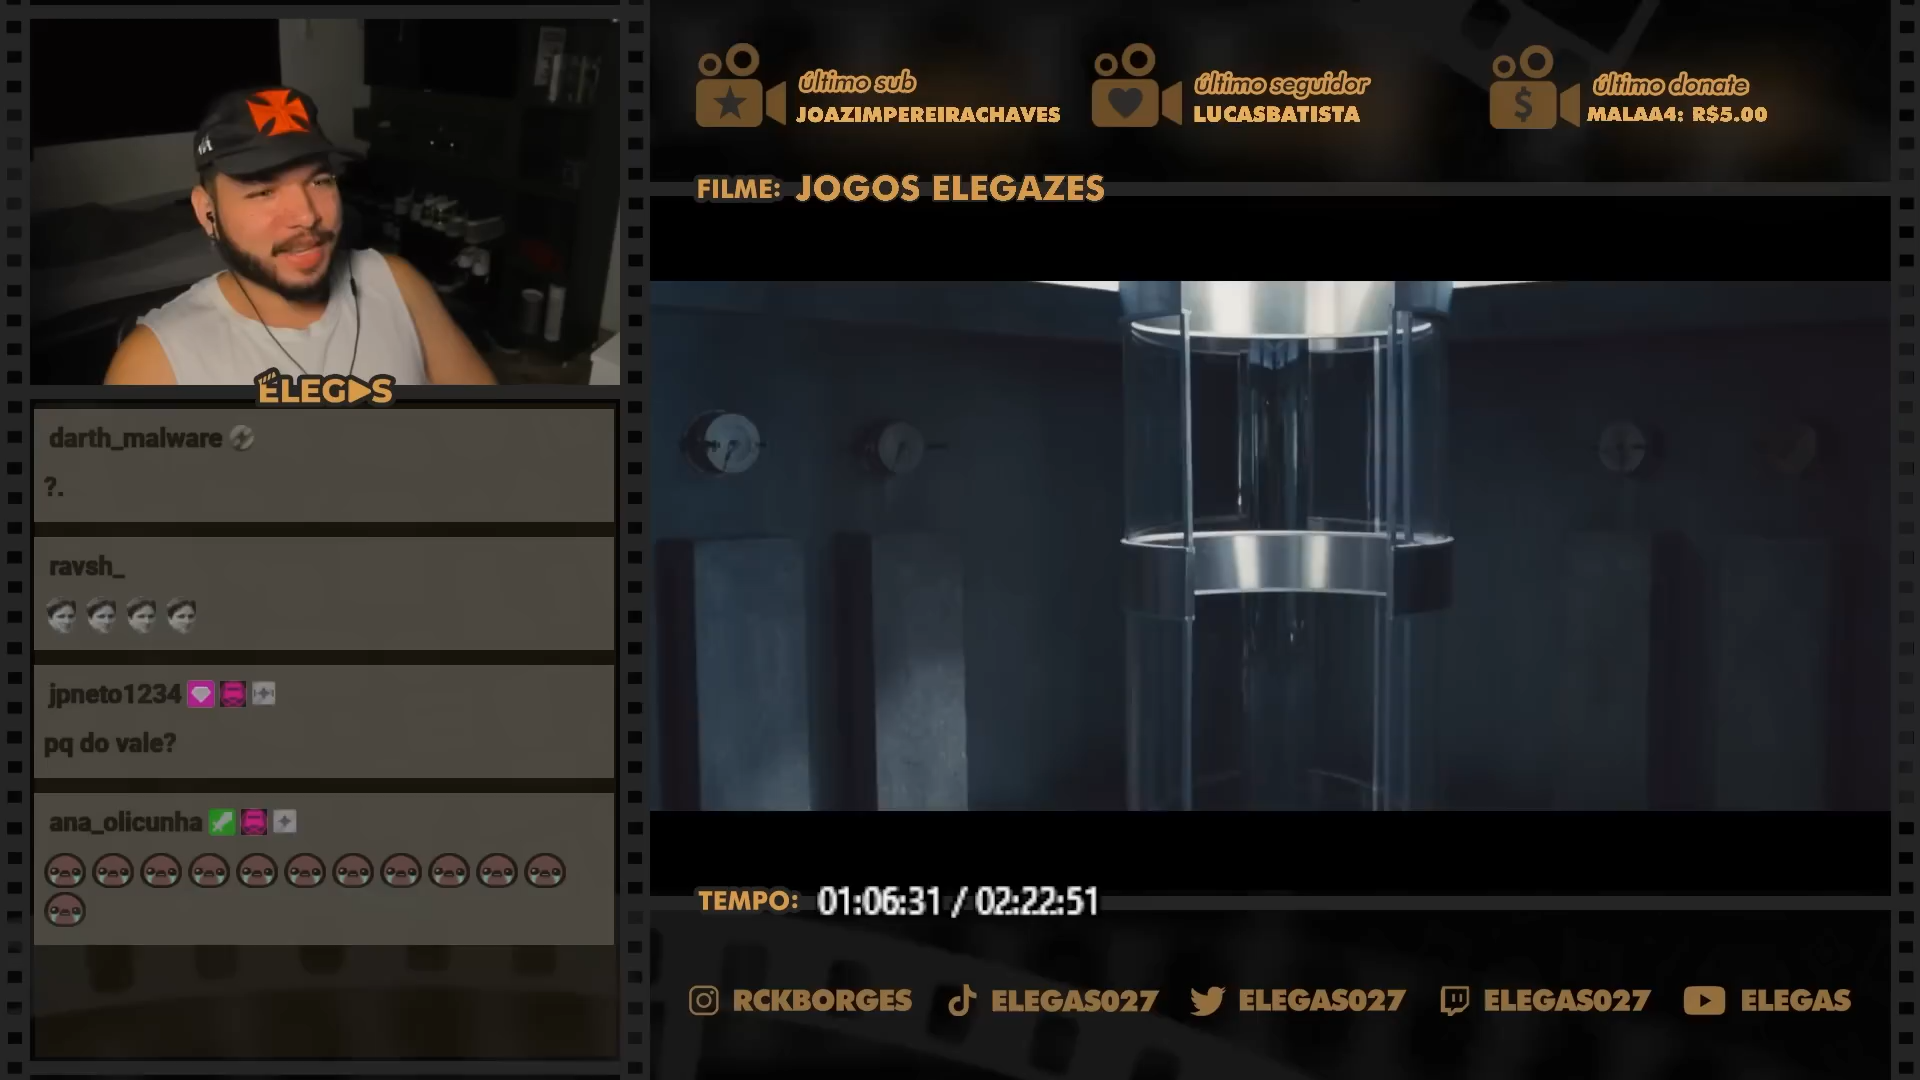 último sub
JOAZIMPEREIRACHAVES
último seguidor
LUCASBATISTA
último donate
MALAA4: R$5.00
FILME: JOGOS ELEGAZES
ELEGAS
darth_malware
?.
ravsh_
jpneto1234
pq do vale?
ana_olicunha
TEMPO: 01:06:31 / 02:22:51
RCKBORGES
ELEGAS027
ELEGAS027
ELEGAS027
ELEGAS